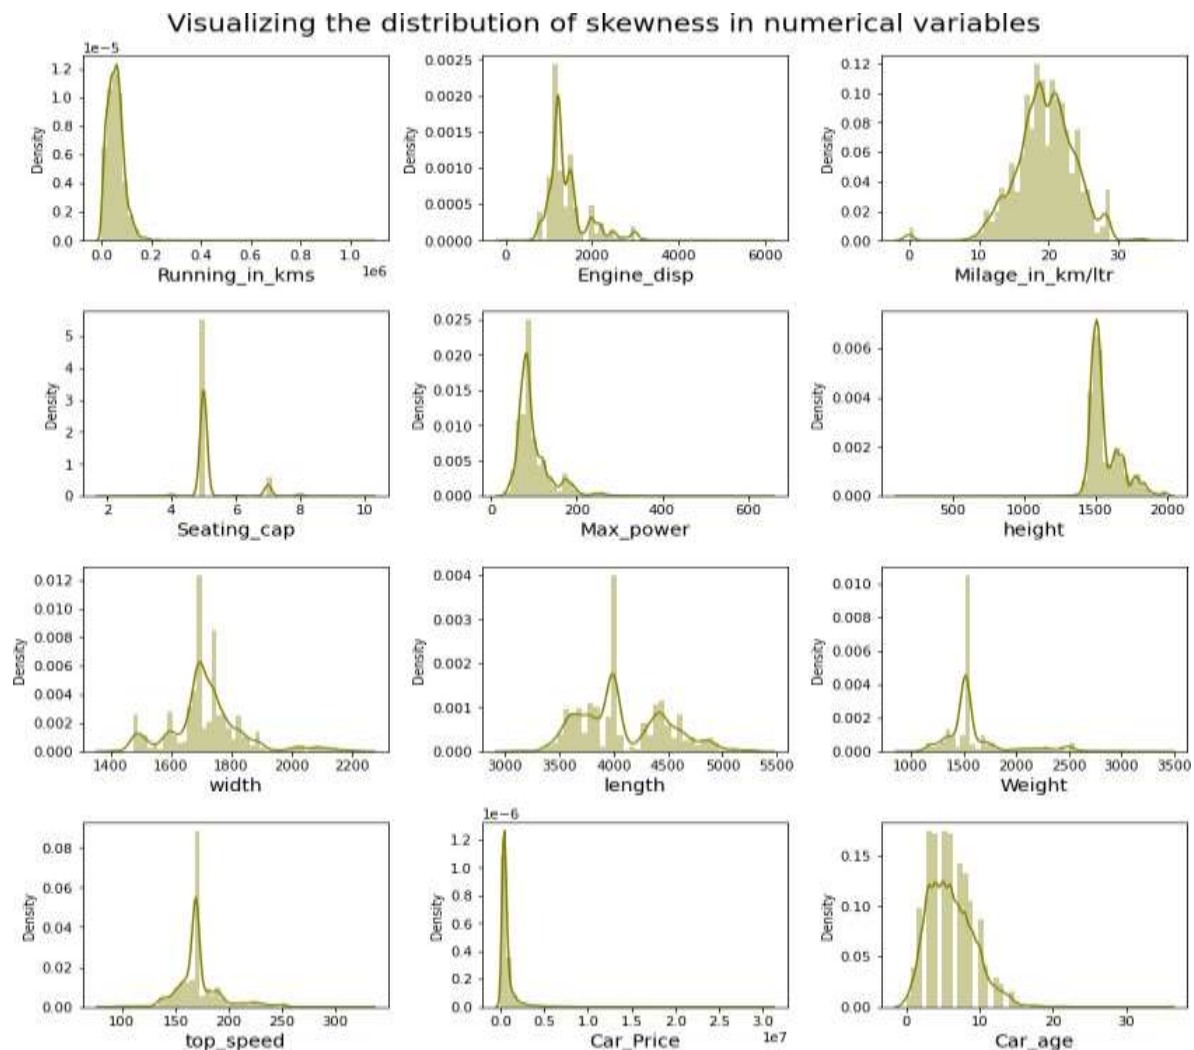 Visualizing the distribution of skewness in numerical variables
1e−5
Density
1.2
1.0
0.8
0.6
0.4
0.2
0.0
0.0 0.2 0.4 0.6 0.8 1.0
1e6
Running_in_kms
Density
0.0025
0.0020
0.0015
0.0010
0.0005
0.0000
0 2000 4000 6000
Engine_disp
Density
0.12
0.10
0.08
0.06
0.04
0.02
0.00
0 10 20 30
Milage_in_km/ltr
Density
5
4
3
2
1
0
2 4 6 8 10
Seating_cap
Density
0.025
0.020
0.015
0.010
0.005
0.000
0 200 400 600
Max_power
Density
0.006
0.004
0.002
0.000
500 1000 1500 2000
height
Density
0.012
0.010
0.008
0.006
0.004
0.002
0.000
1400 1600 1800 2000 2200
width
Density
0.004
0.003
0.002
0.001
0.000
3000 3500 4000 4500 5000 5500
length
Density
0.010
0.008
0.006
0.004
0.002
0.000
1000 1500 2000 2500 3000 3500
Weight
Density
0.08
0.06
0.04
0.02
0.00
100 150 200 250 300
top_speed
1e−6
Density
1.2
1.0
0.8
0.6
0.4
0.2
0.0
0.0 0.5 1.0 1.5 2.0 2.5 3.0
1e7
Car_Price
Density
0.15
0.10
0.05
0.00
0 10 20 30
Car_age